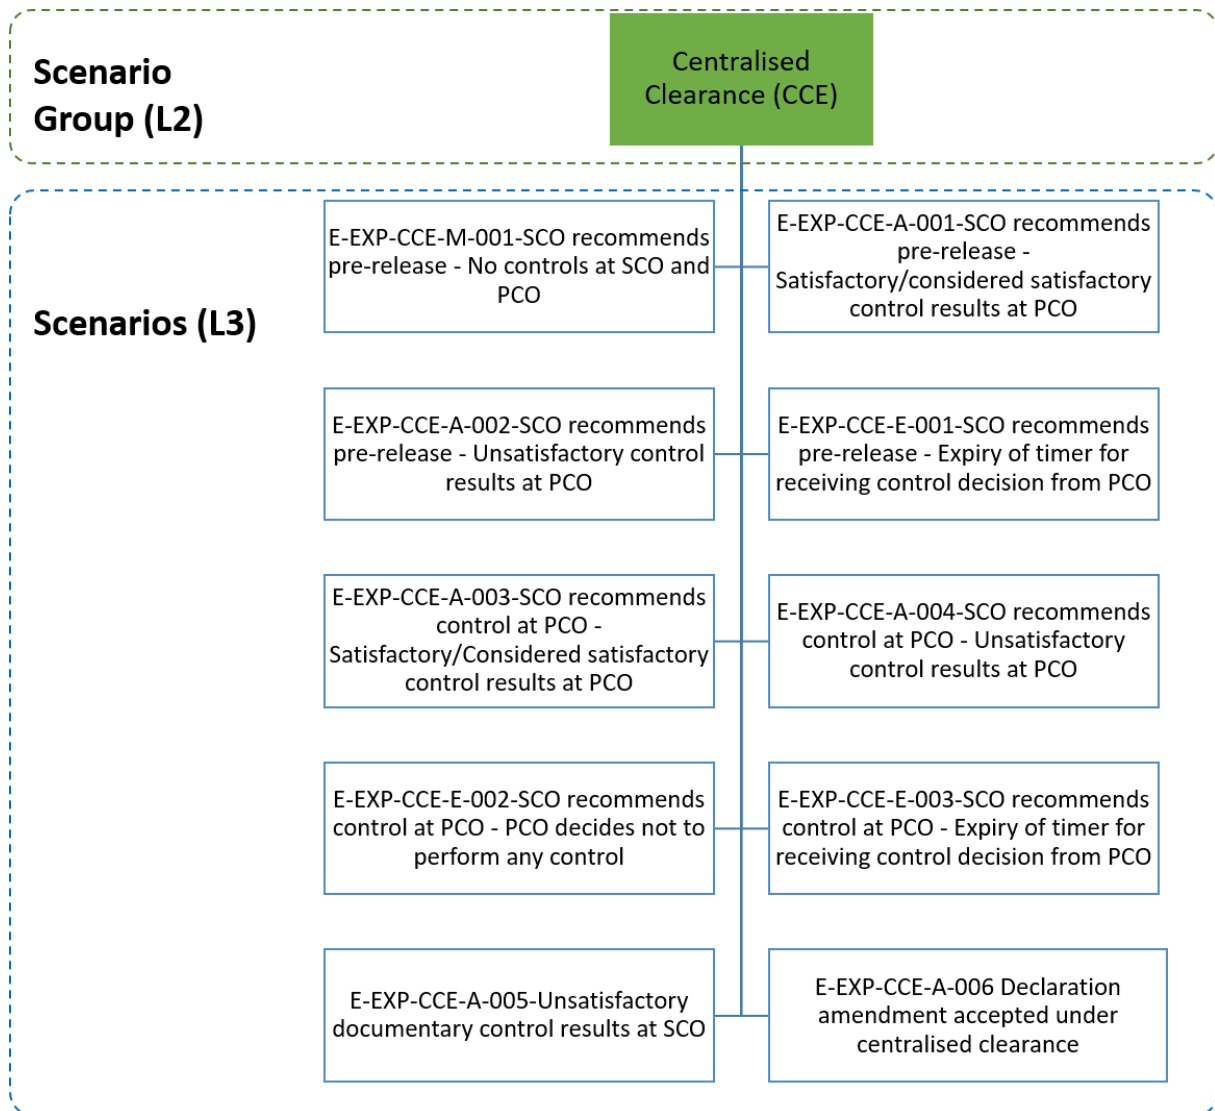 Scenario
Group (L2)
Centralised
Clearance (CCE)
Scenarios (L3)
E-EXP-CCE-M-001-SCO recommends
pre-release - No controls at SCO and
PCO
E-EXP-CCE-A-001-SCO recommends
pre-release -
Satisfactory/considered satisfactory
control results at PCO
E-EXP-CCE-A-002-SCO recommends
pre-release - Unsatisfactory control
results at PCO
E-EXP-CCE-E-001-SCO recommends
pre-release - Expiry of timer for
receiving control decision from PCO
E-EXP-CCE-A-003-SCO recommends
control at PCO -
Satisfactory/Considered satisfactory
control results at PCO
E-EXP-CCE-A-004-SCO recommends
control at PCO - Unsatisfactory
control results at PCO
E-EXP-CCE-E-002-SCO recommends
control at PCO - PCO decides not to
perform any control
E-EXP-CCE-E-003-SCO recommends
control at PCO - Expiry of timer for
receiving control decision from PCO
E-EXP-CCE-A-005-Unsatisfactory
documentary control results at SCO
E-EXP-CCE-A-006 Declaration
amendment accepted under
centralised clearance